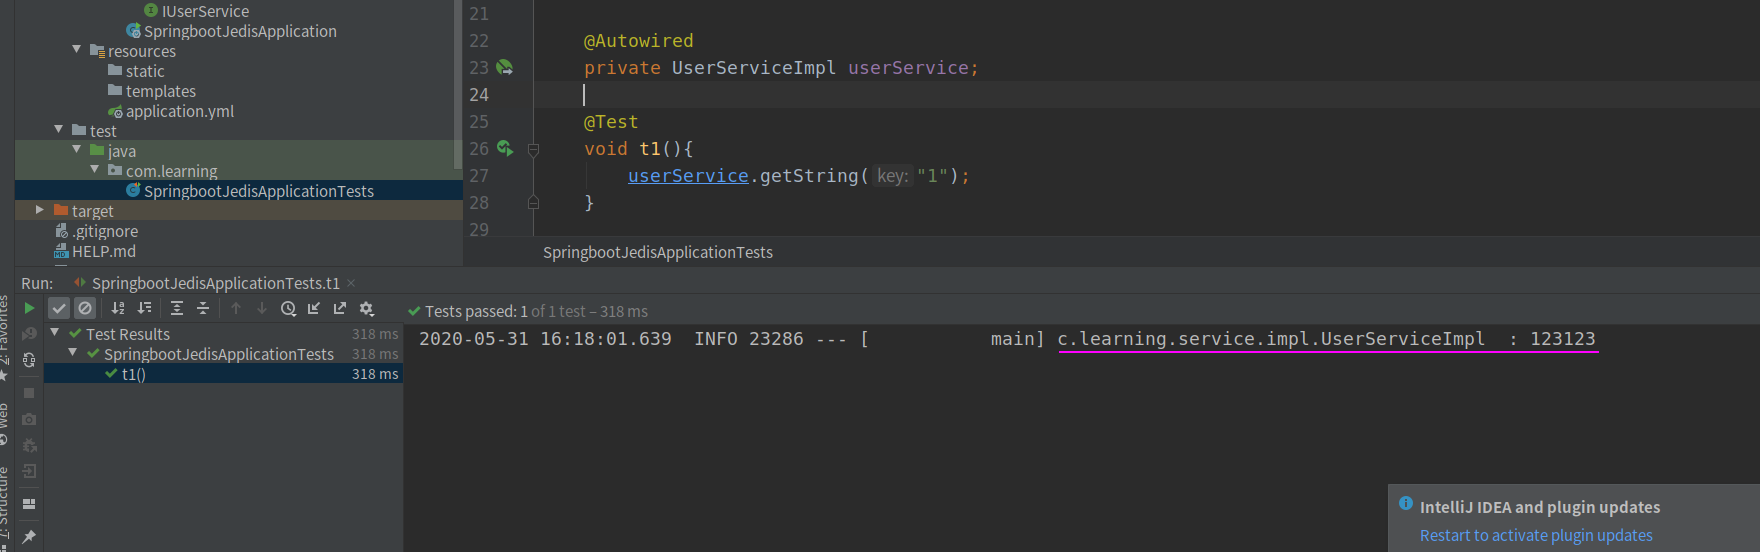 IUserService
SpringbootJedisApplication
resources
static
templates
application.yml
test
java
com.learning
SpringbootJedisApplicationTests
target
.gitignore
HELP.md
21
22 @Autowired
23 private UserServiceImpl userService;
24
25 @Test
26 void t1(){
27 userService.getString( key: "1");
28 }
29
SpringbootJedisApplicationTests
Run: SpringbootJedisApplicationTests.t1 ×
Tests passed: 1 of 1 test – 318 ms
Test Results 318 ms
SpringbootJedisApplicationTests 318 ms
t1() 318 ms
2020-05-31 16:18:01.639  INFO 23286 --- [           main] c.learning.service.impl.UserServiceImpl  : 123123
2: Favorites
Web
7: Structure
IntelliJ IDEA and plugin updates
Restart to activate plugin updates